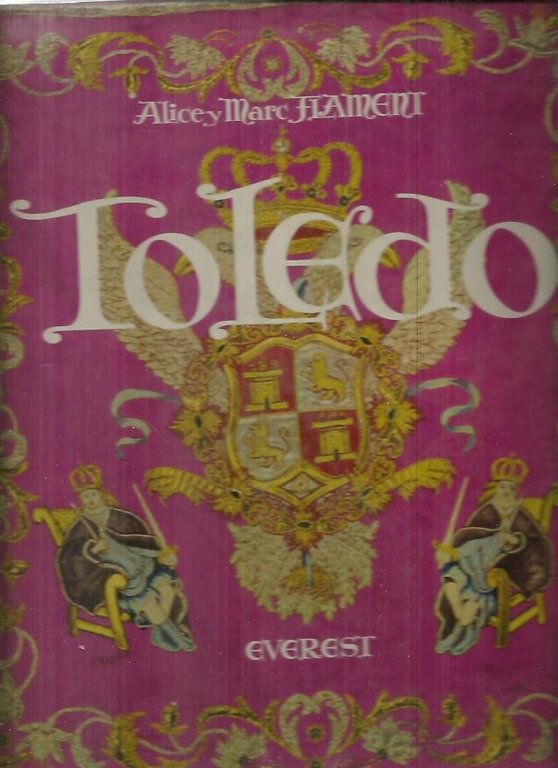 Alice y Marc FLAMENT
Toledo
EVEREST